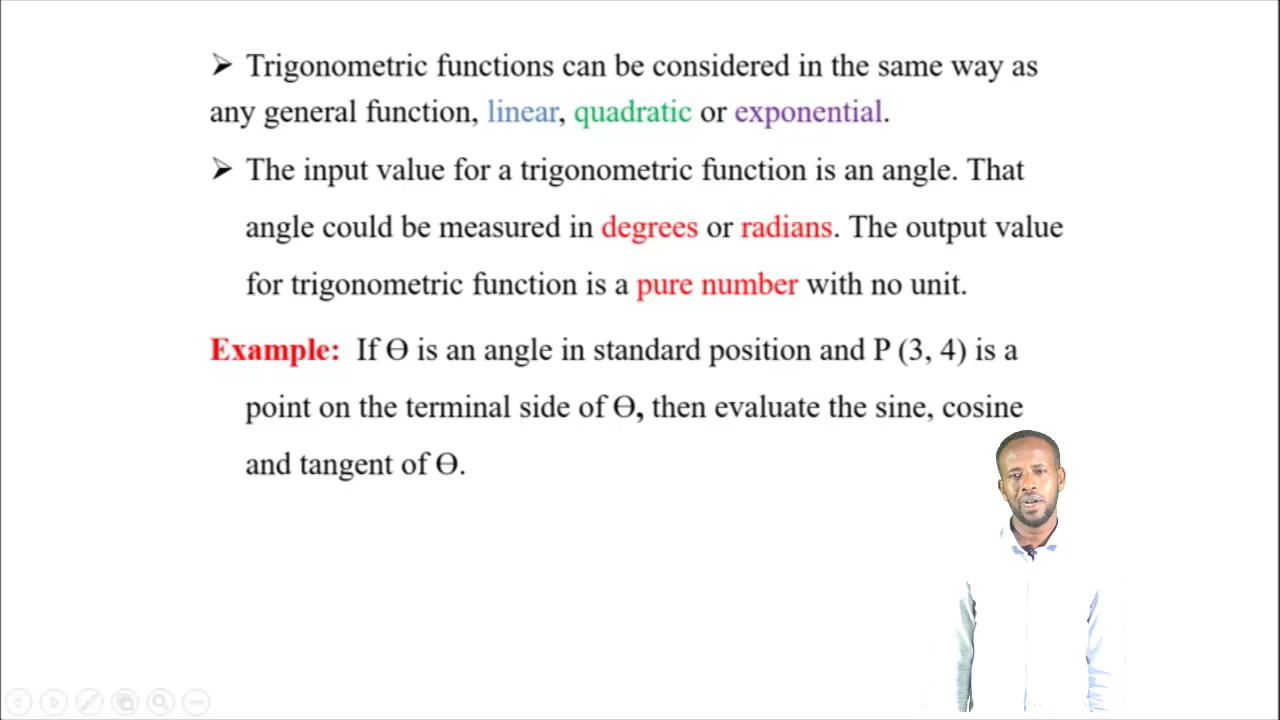 ➢ Trigonometric functions can be considered in the same way as
any general function, linear, quadratic or exponential.
➢ The input value for a trigonometric function is an angle. That
angle could be measured in degrees or radians. The output value
for trigonometric function is a pure number with no unit.
Example: If Ɵ is an angle in standard position and P (3, 4) is a
point on the terminal side of Ɵ, then evaluate the sine, cosine
and tangent of Ɵ.